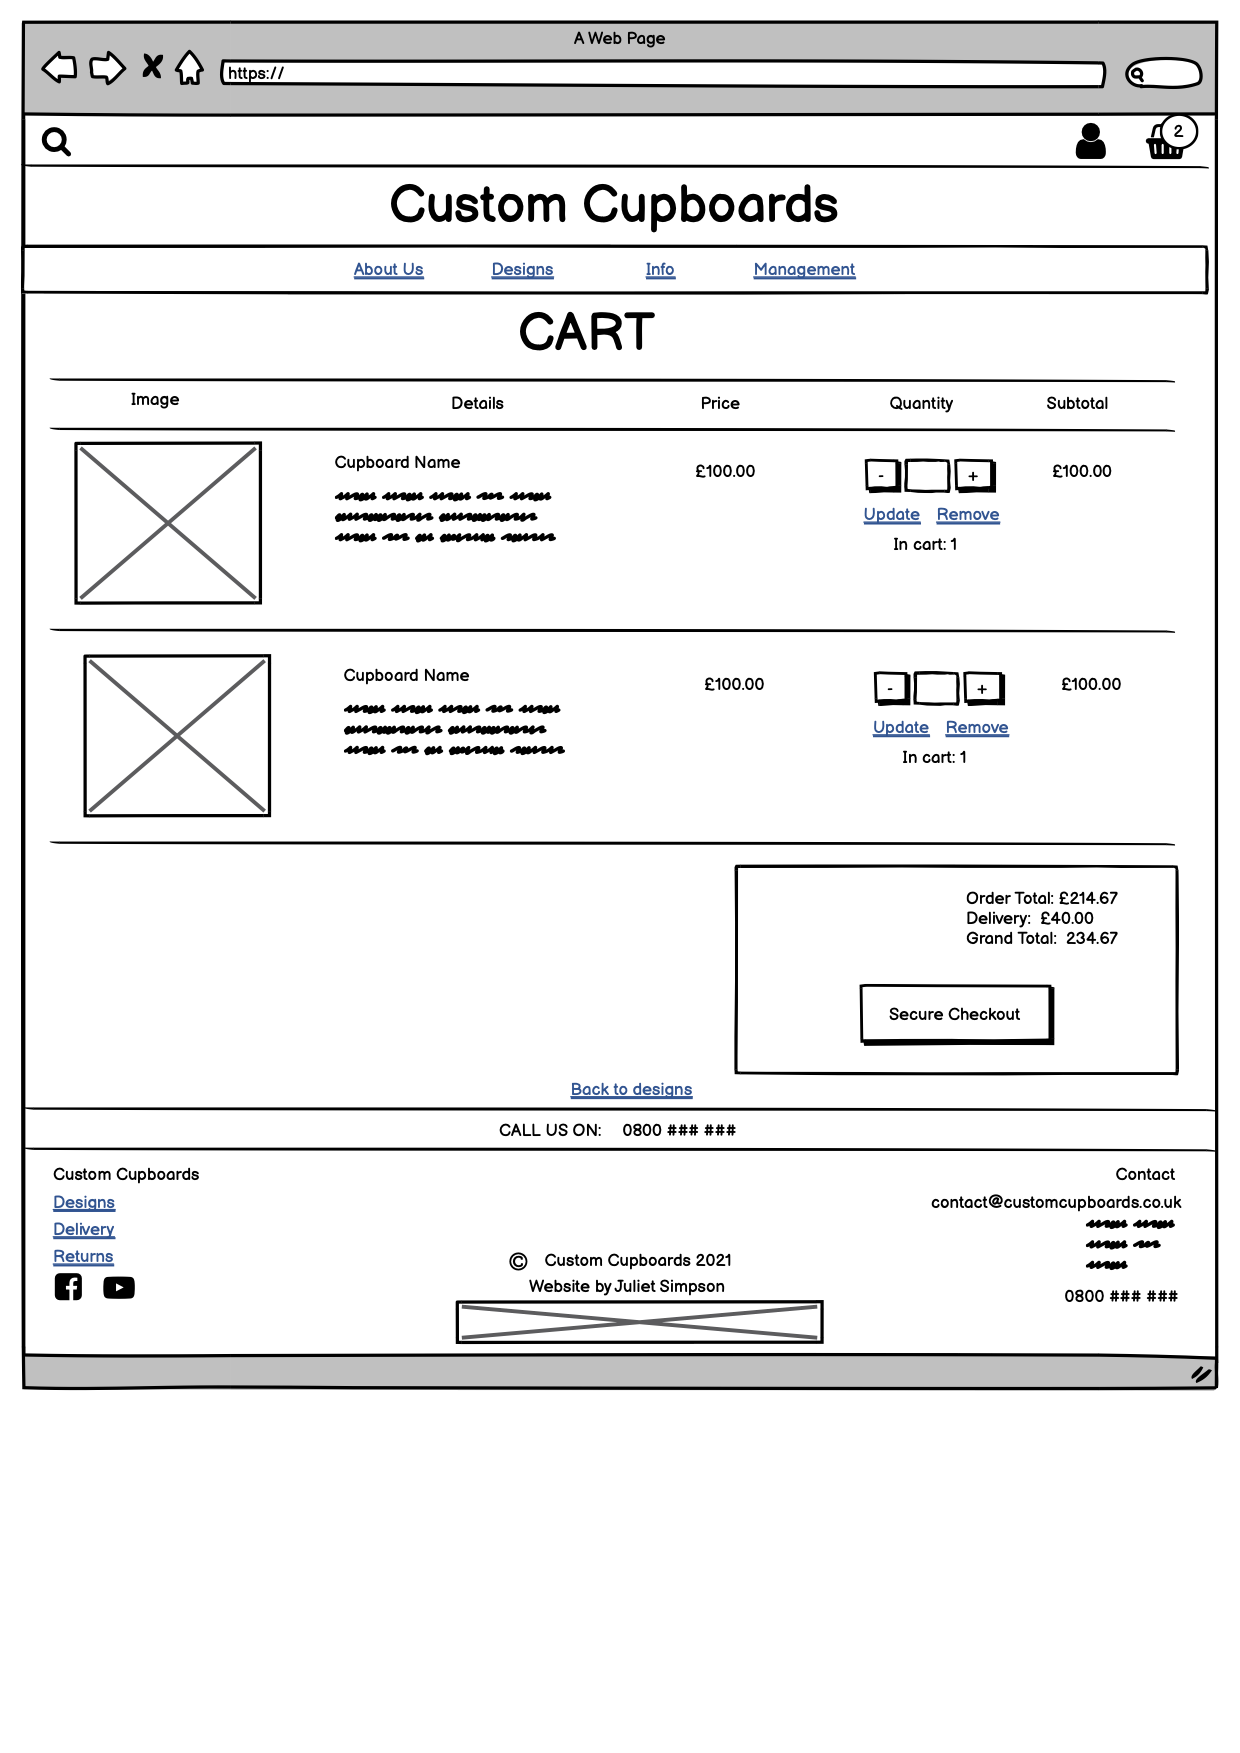 A Web Page
https://
2
Custom Cupboards
About Us Designs Info Management
CART
Image Details Price Quantity Subtotal
Cupboard Name £100.00 - + £100.00
Update Remove
In cart: 1
Cupboard Name £100.00 - + £100.00
Update Remove
In cart: 1
Order Total: £214.67
Delivery: £40.00
Grand Total: 234.67
Secure Checkout
Back to designs
CALL US ON: 0800 ### ###
Custom Cupboards
Designs
Delivery
Returns
© Custom Cupboards 2021
Website by Juliet Simpson
Contact
contact@customcupboards.co.uk
0800 ### ###